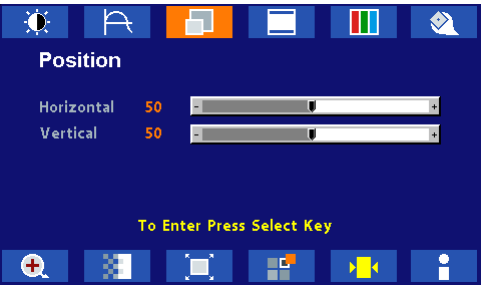 Position
Horizontal 50 - +
Vertical 50 - +
To Enter Press Select Key